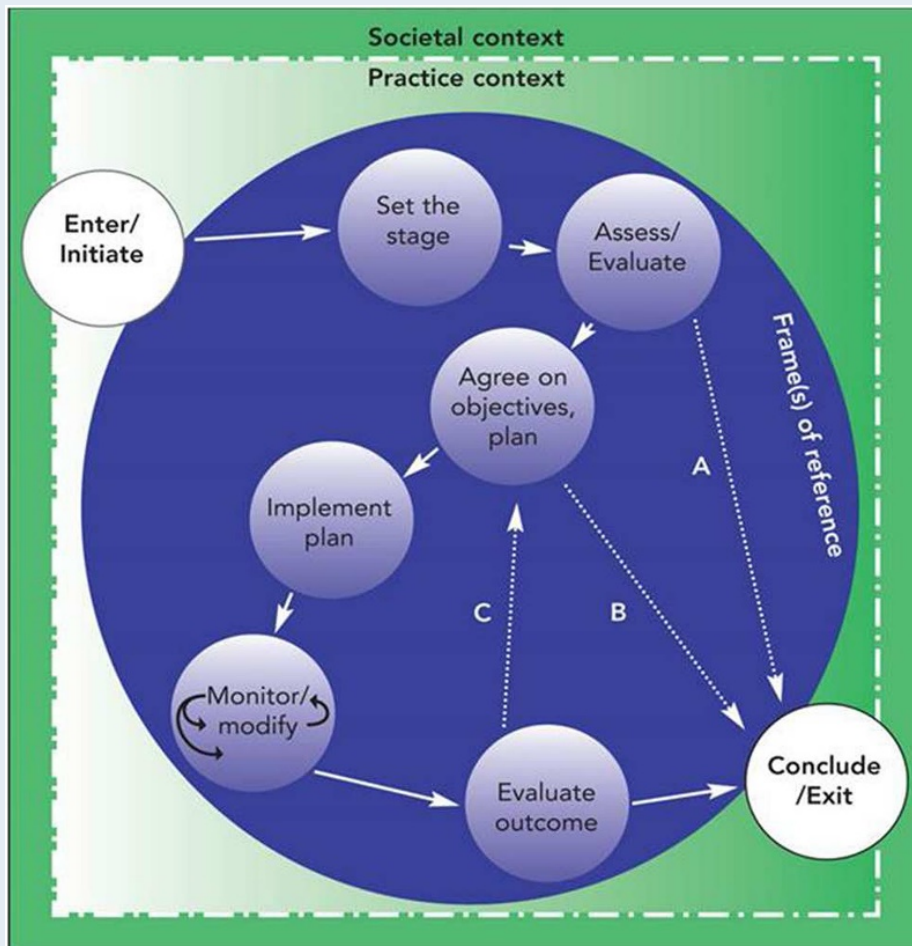 Societal context
Practice context
Enter/
Initiate
Set the
stage
Assess/
Evaluate
Agree on
objectives,
plan
Frame(s) of reference
A
Implement
plan
C
B
Monitor/
modify
Evaluate
outcome
Conclude
/Exit